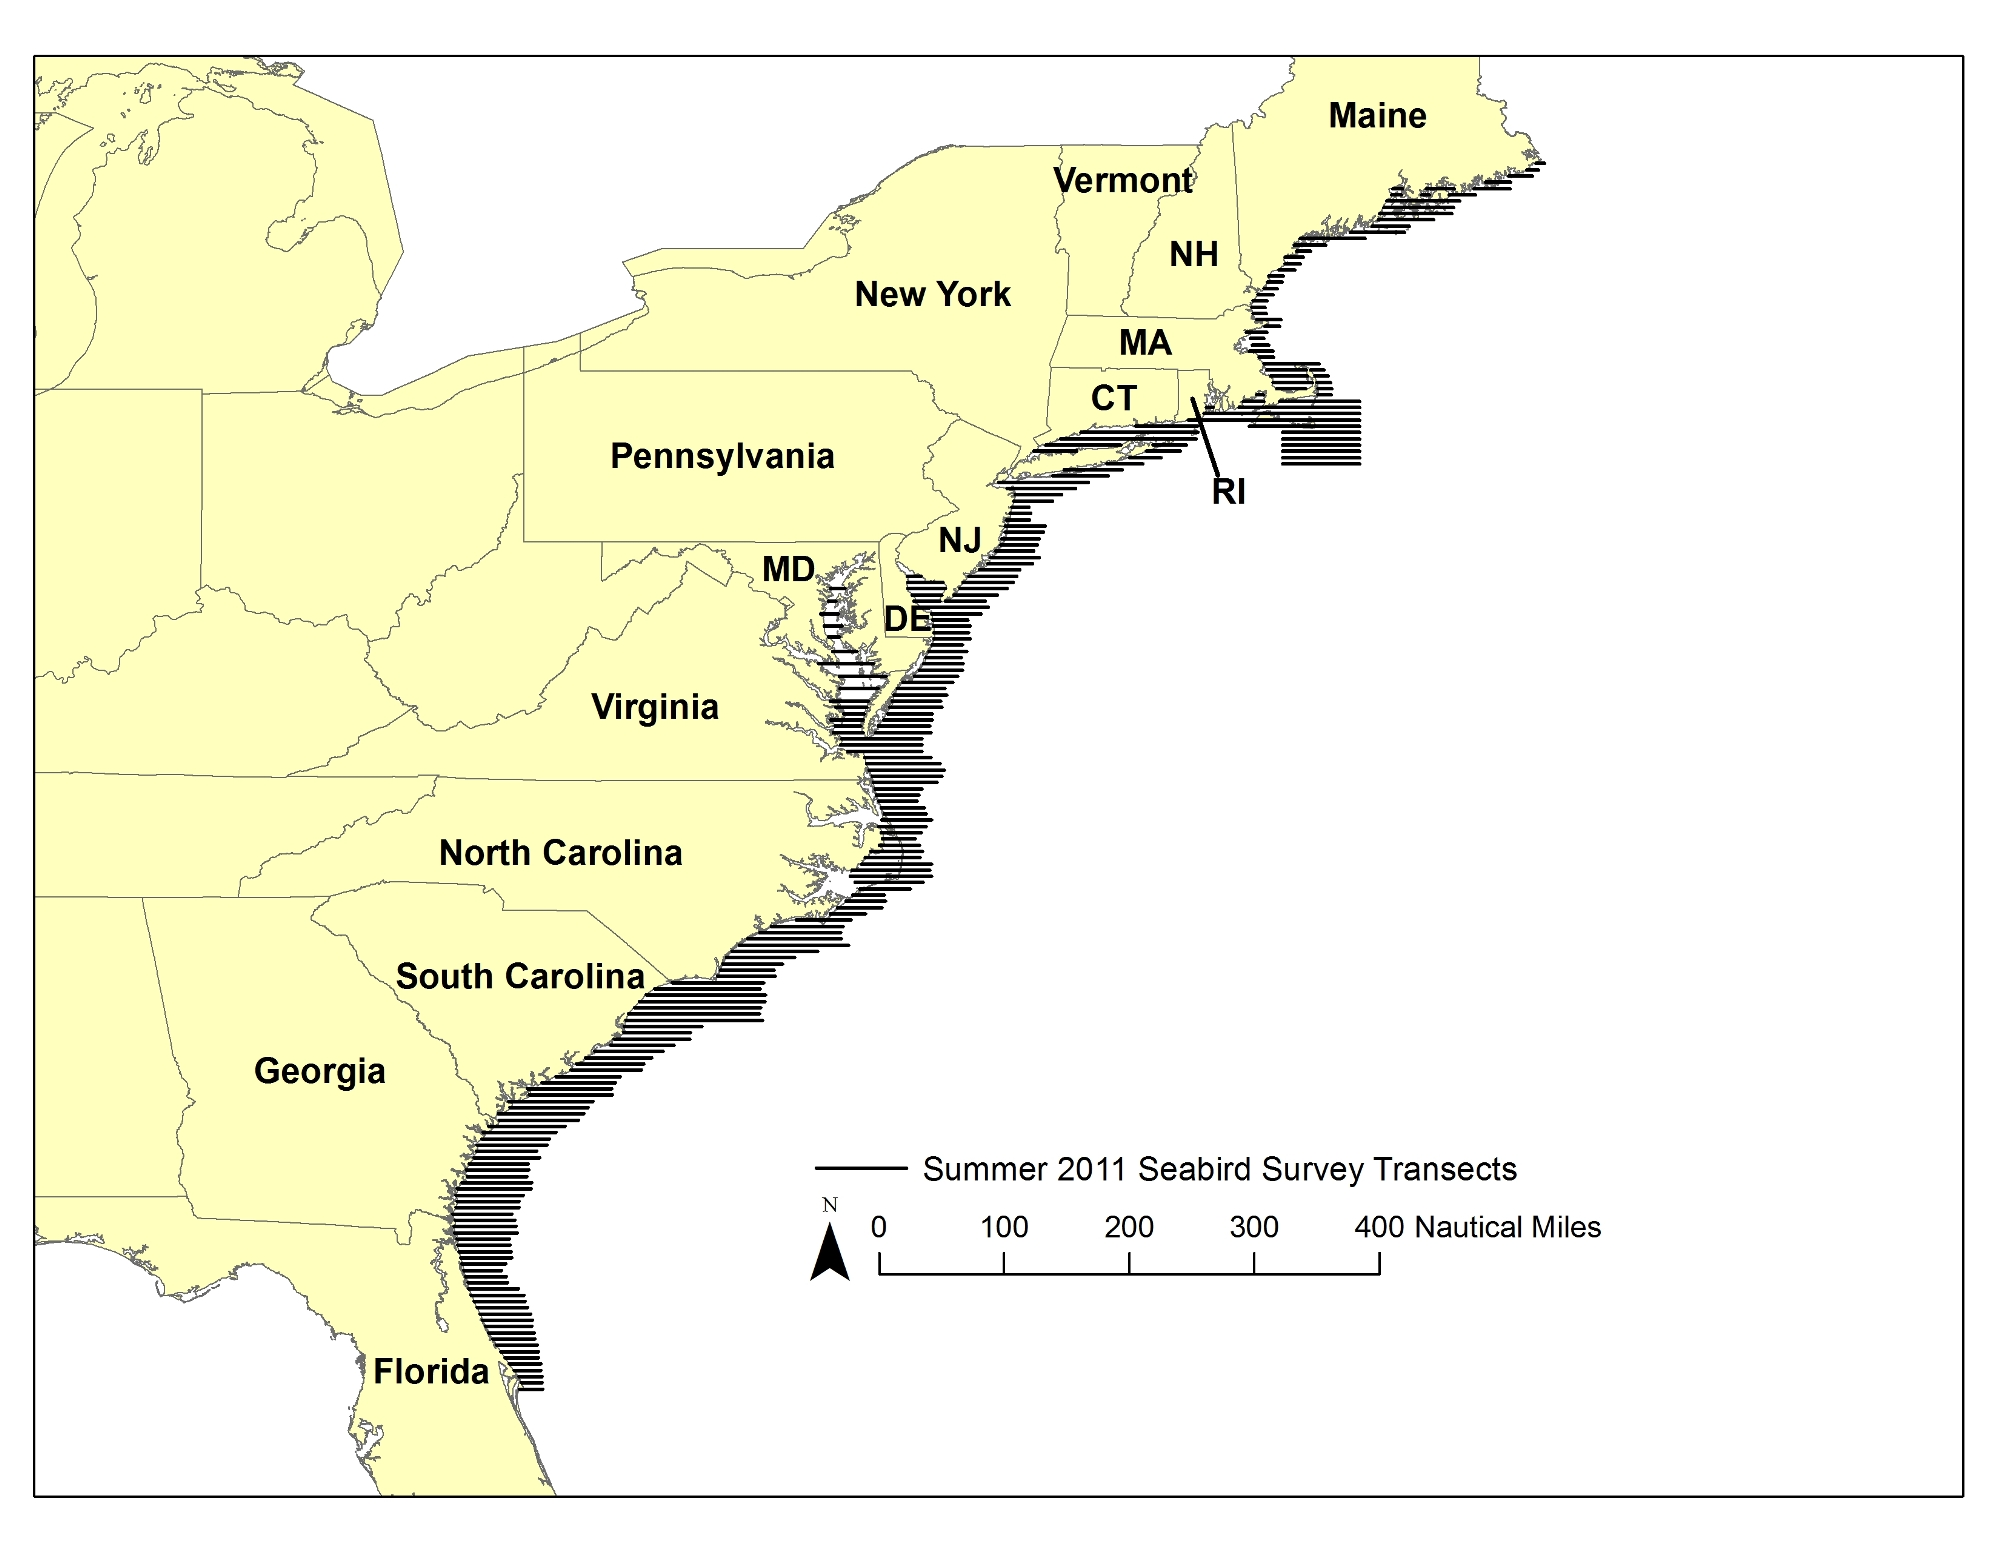 Maine
Vermont
NH
New York
MA
CT
Pennsylvania
RI
NJ
MD
DE
Virginia
North Carolina
South Carolina
Georgia
Florida
Summer 2011 Seabird Survey Transects
N
0 100 200 300 400 Nautical Miles